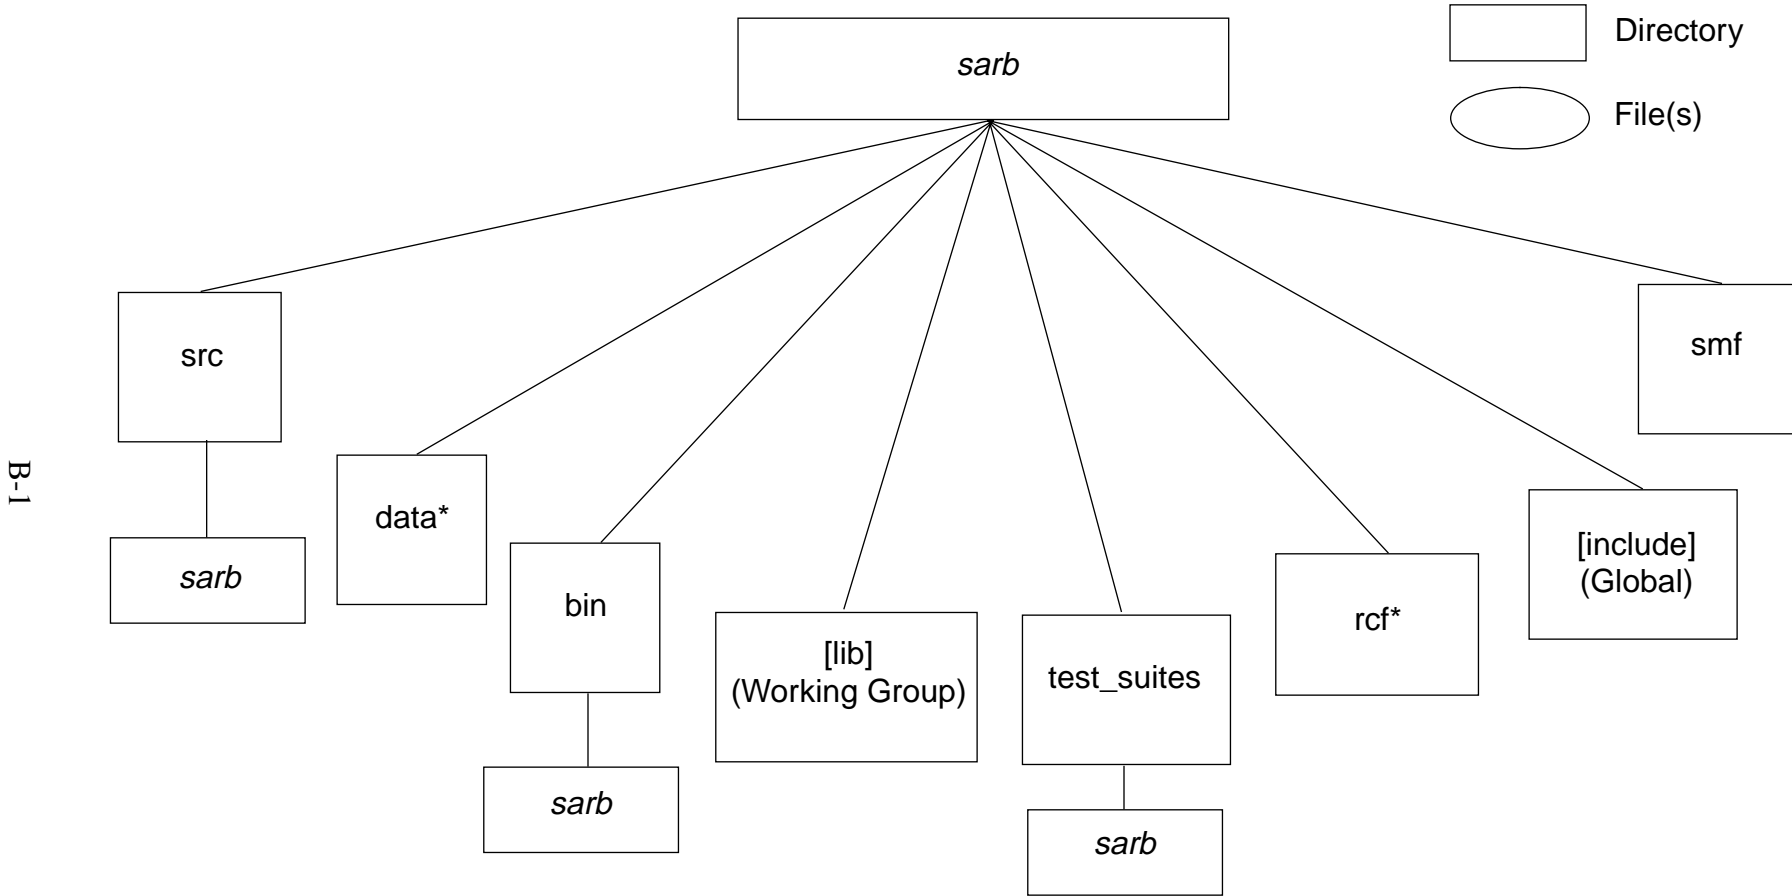 sarb
Directory
File(s)
src
smf
data*
[include]
(Global)
sarb
bin
rcf*
[lib]
(Working Group)
test_suites
sarb
sarb
B-1